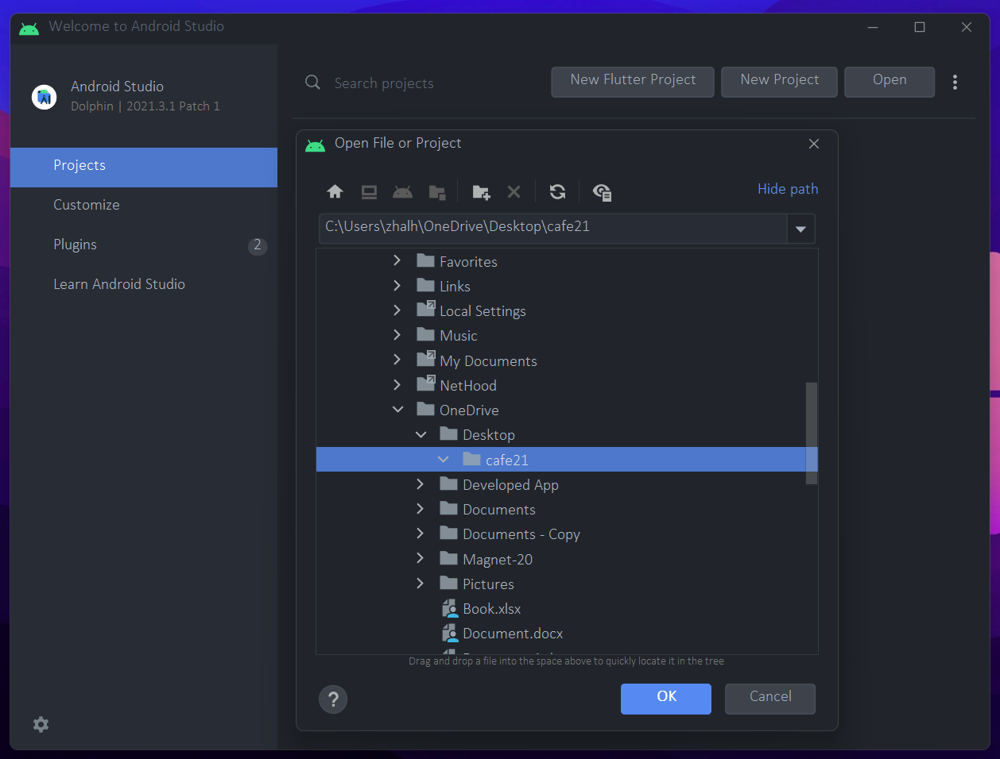 Welcome to Android Studio
Android Studio
Dolphin | 2021.3.1 Patch 1
Projects
Customize
Plugins
2
Learn Android Studio
Search projects
New Flutter Project
New Project
Open
Open File or Project
Hide path
C:\Users\zhalh\OneDrive\Desktop\cafe21
Favorites
Links
Local Settings
Music
My Documents
NetHood
OneDrive
Desktop
cafe21
Developed App
Documents
Documents - Copy
Magnet-20
Pictures
Book.xlsx
Document.docx
Drag and drop a file into the space above to quickly locate it in the tree
?
OK
Cancel